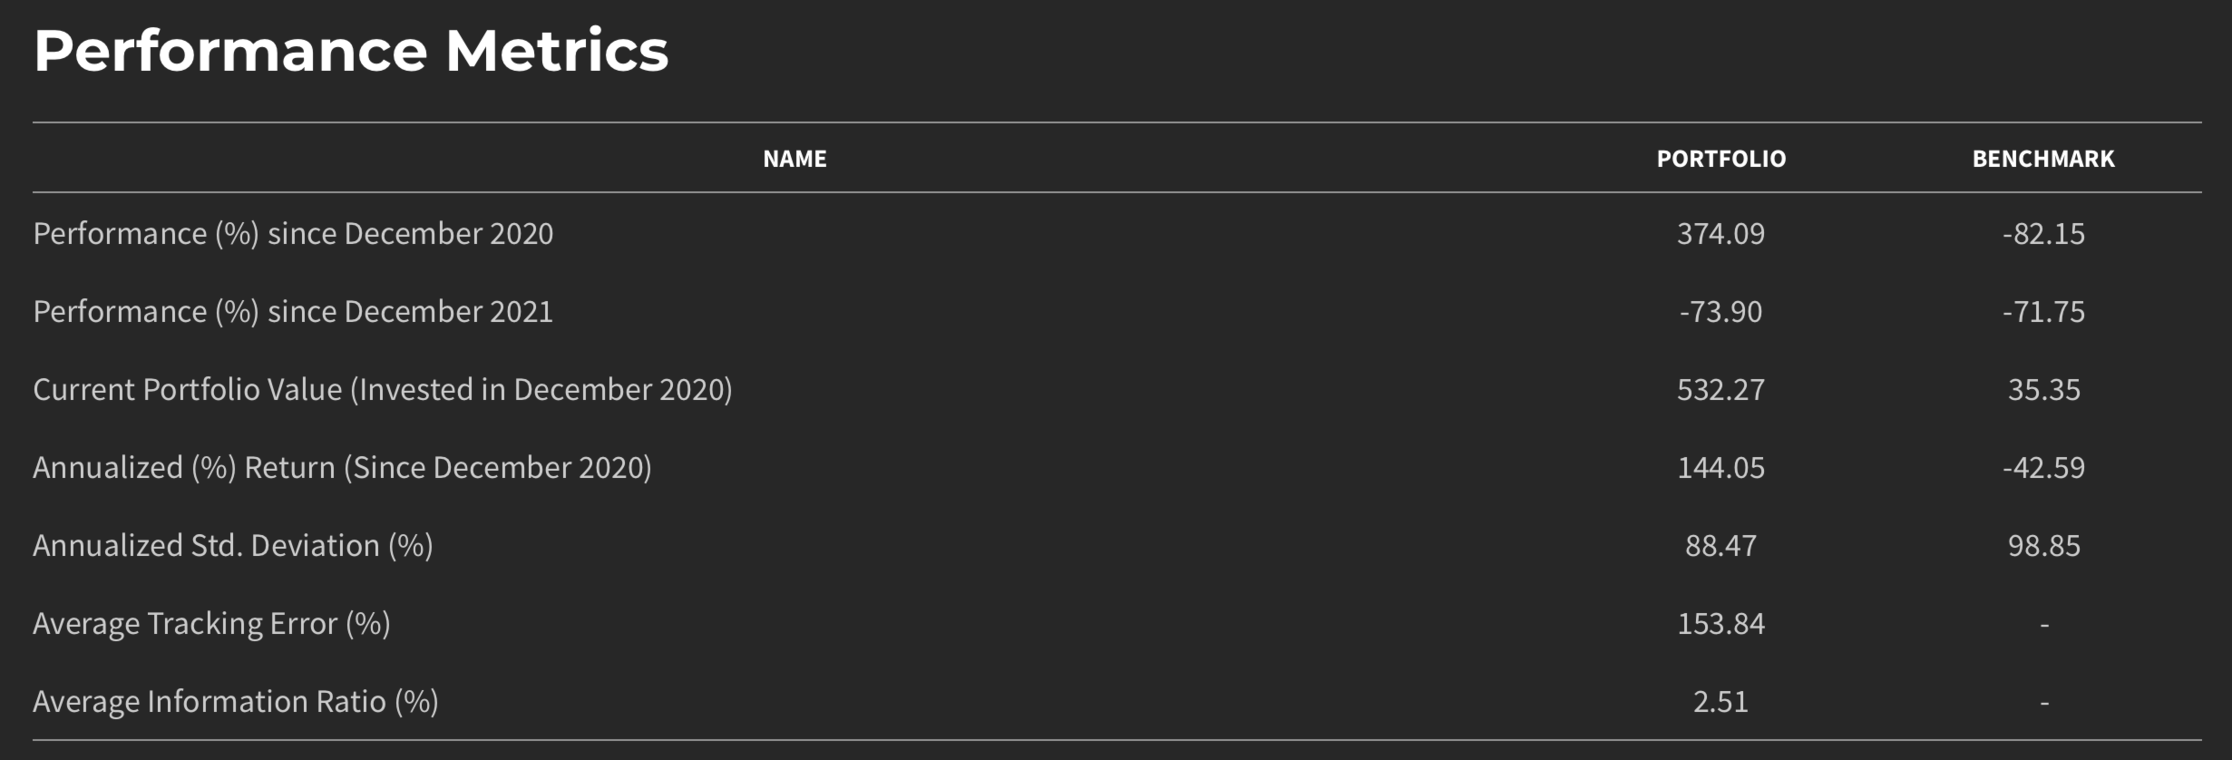 Performance Metrics
NAME PORTFOLIO BENCHMARK
Performance (%) since December 2020 374.09 -82.15
Performance (%) since December 2021 -73.90 -71.75
Current Portfolio Value (Invested in December 2020) 532.27 35.35
Annualized (%) Return (Since December 2020) 144.05 -42.59
Annualized Std. Deviation (%) 88.47 98.85
Average Tracking Error (%) 153.84 -
Average Information Ratio (%) 2.51 -